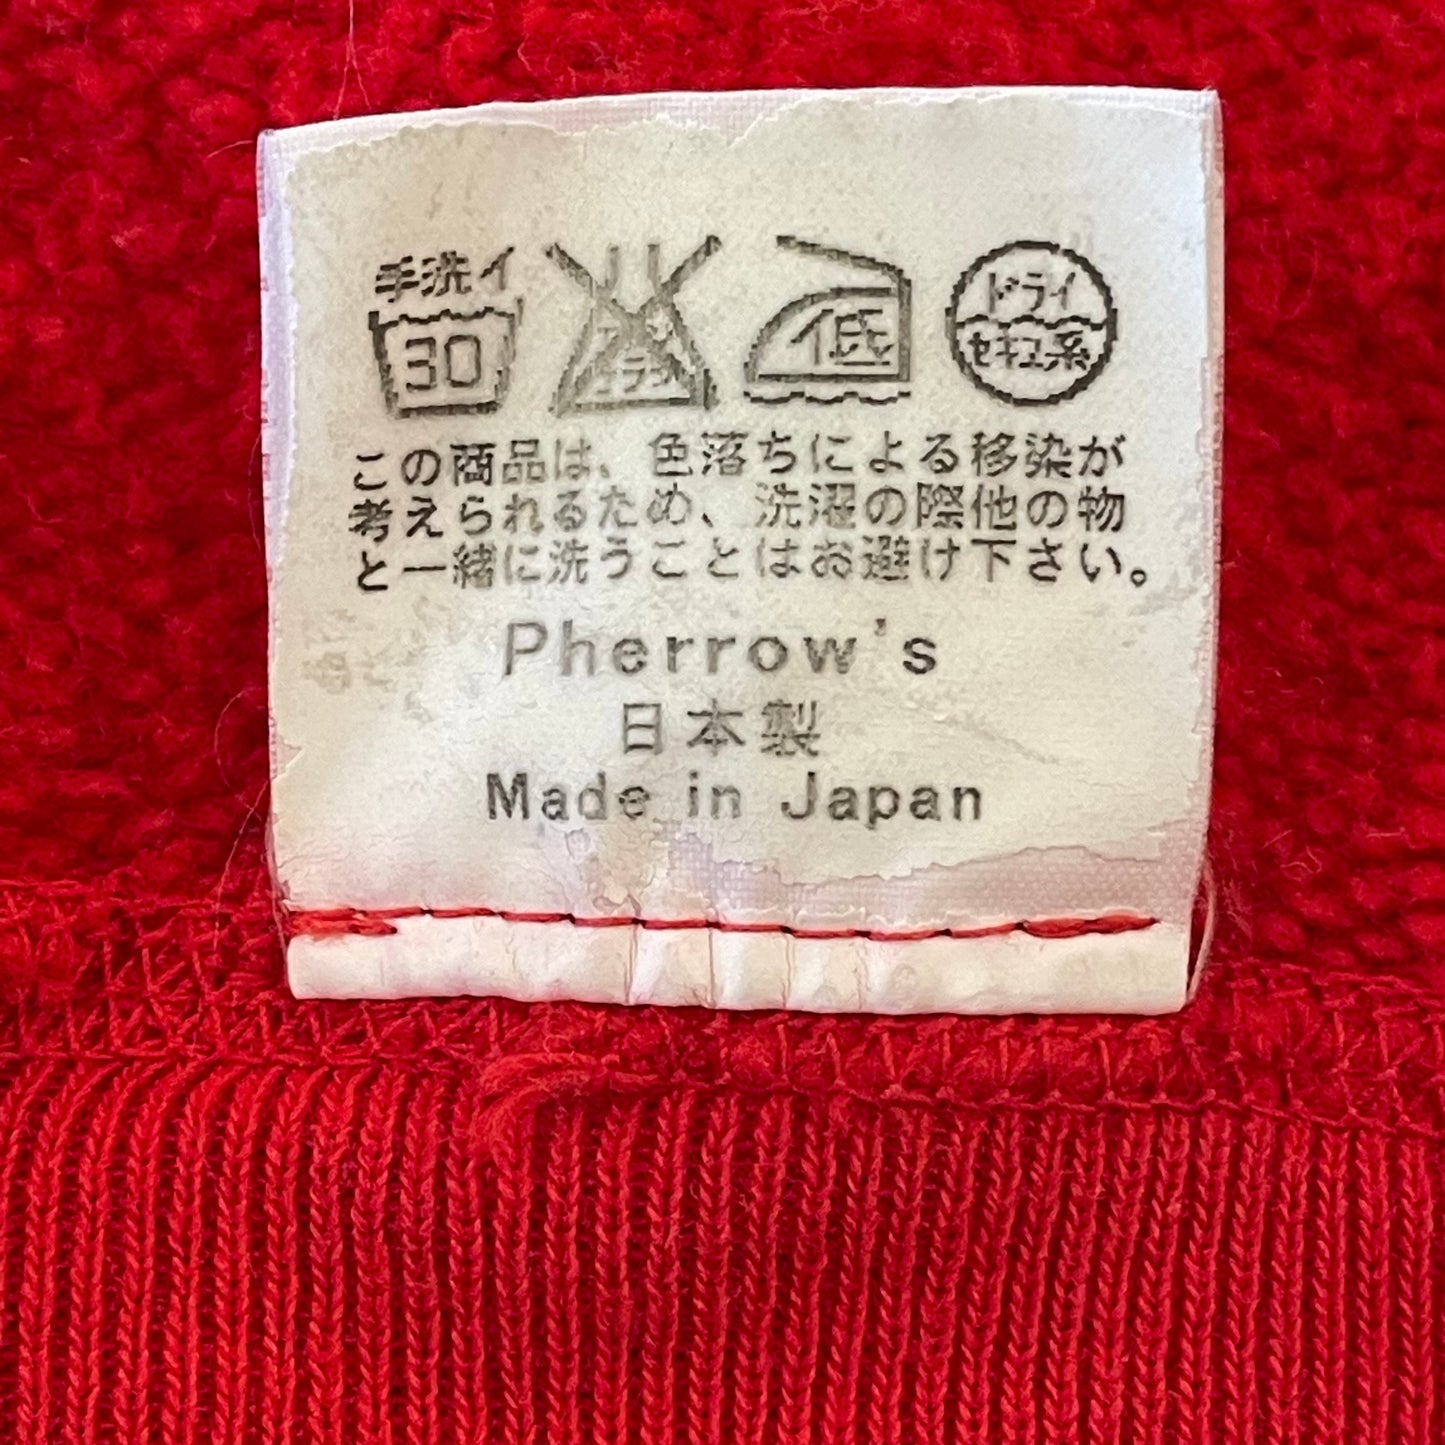 手洗イ
30
低
ドライ
セキユ系
この商品は、色落ちによる移染が
考えられるため、洗濯の際他の物
と一緒に洗うことはお避け下さい。
Pherrow's
日本製
Made in Japan